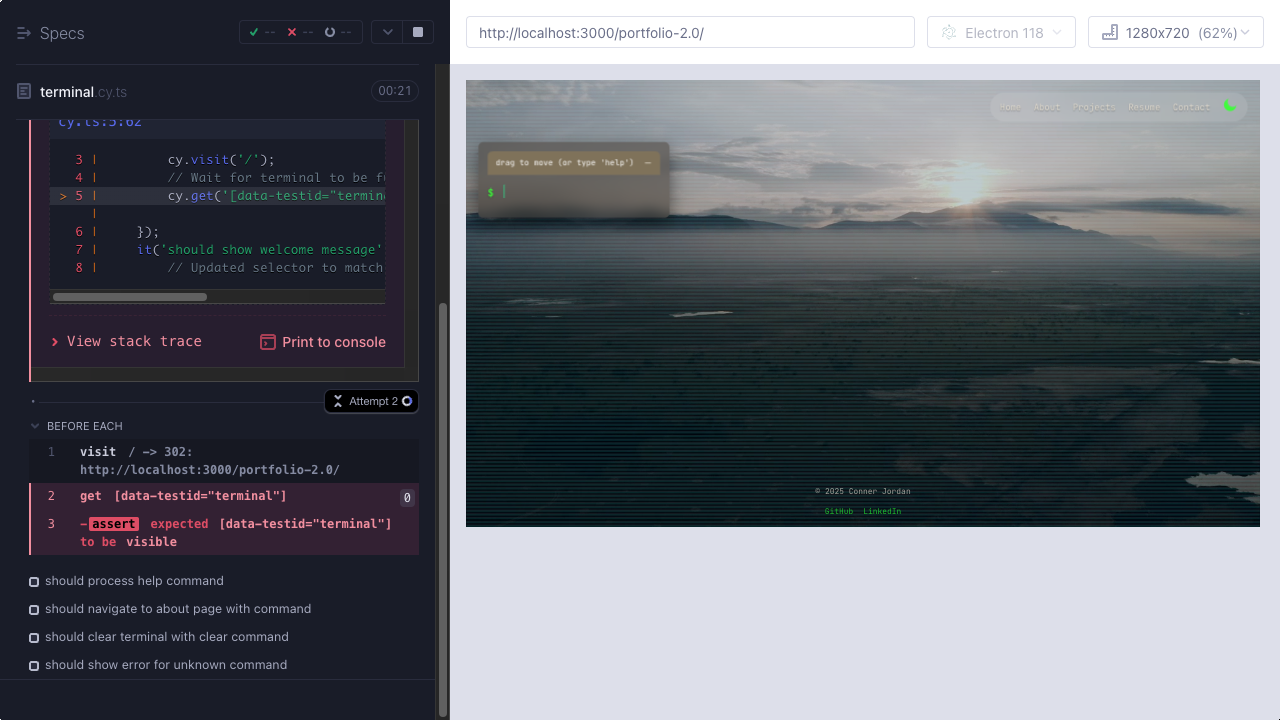 Specs
-- -- --
terminal.cy.ts
00:21
cy.ts:5:62
3 | cy.visit('/');
4 | // Wait for terminal to be fu
> 5 | cy.get('[data-testid="termin
|
6 | });
7 | it('should show welcome message'
8 | // Updated selector to match
View stack trace
Print to console
Attempt 2
BEFORE EACH
1 visit / -> 302:
http://localhost:3000/portfolio-2.0/
2 get [data-testid="terminal"] 0
3 -assert expected [data-testid="terminal"]
to be visible
should process help command
should navigate to about page with command
should clear terminal with clear command
should show error for unknown command
http://localhost:3000/portfolio-2.0/
Electron 118
1280x720 (62%)
Home About Projects Resume Contact
drag to move (or type 'help') —
$
© 2025 Conner Jordan
GitHub LinkedIn